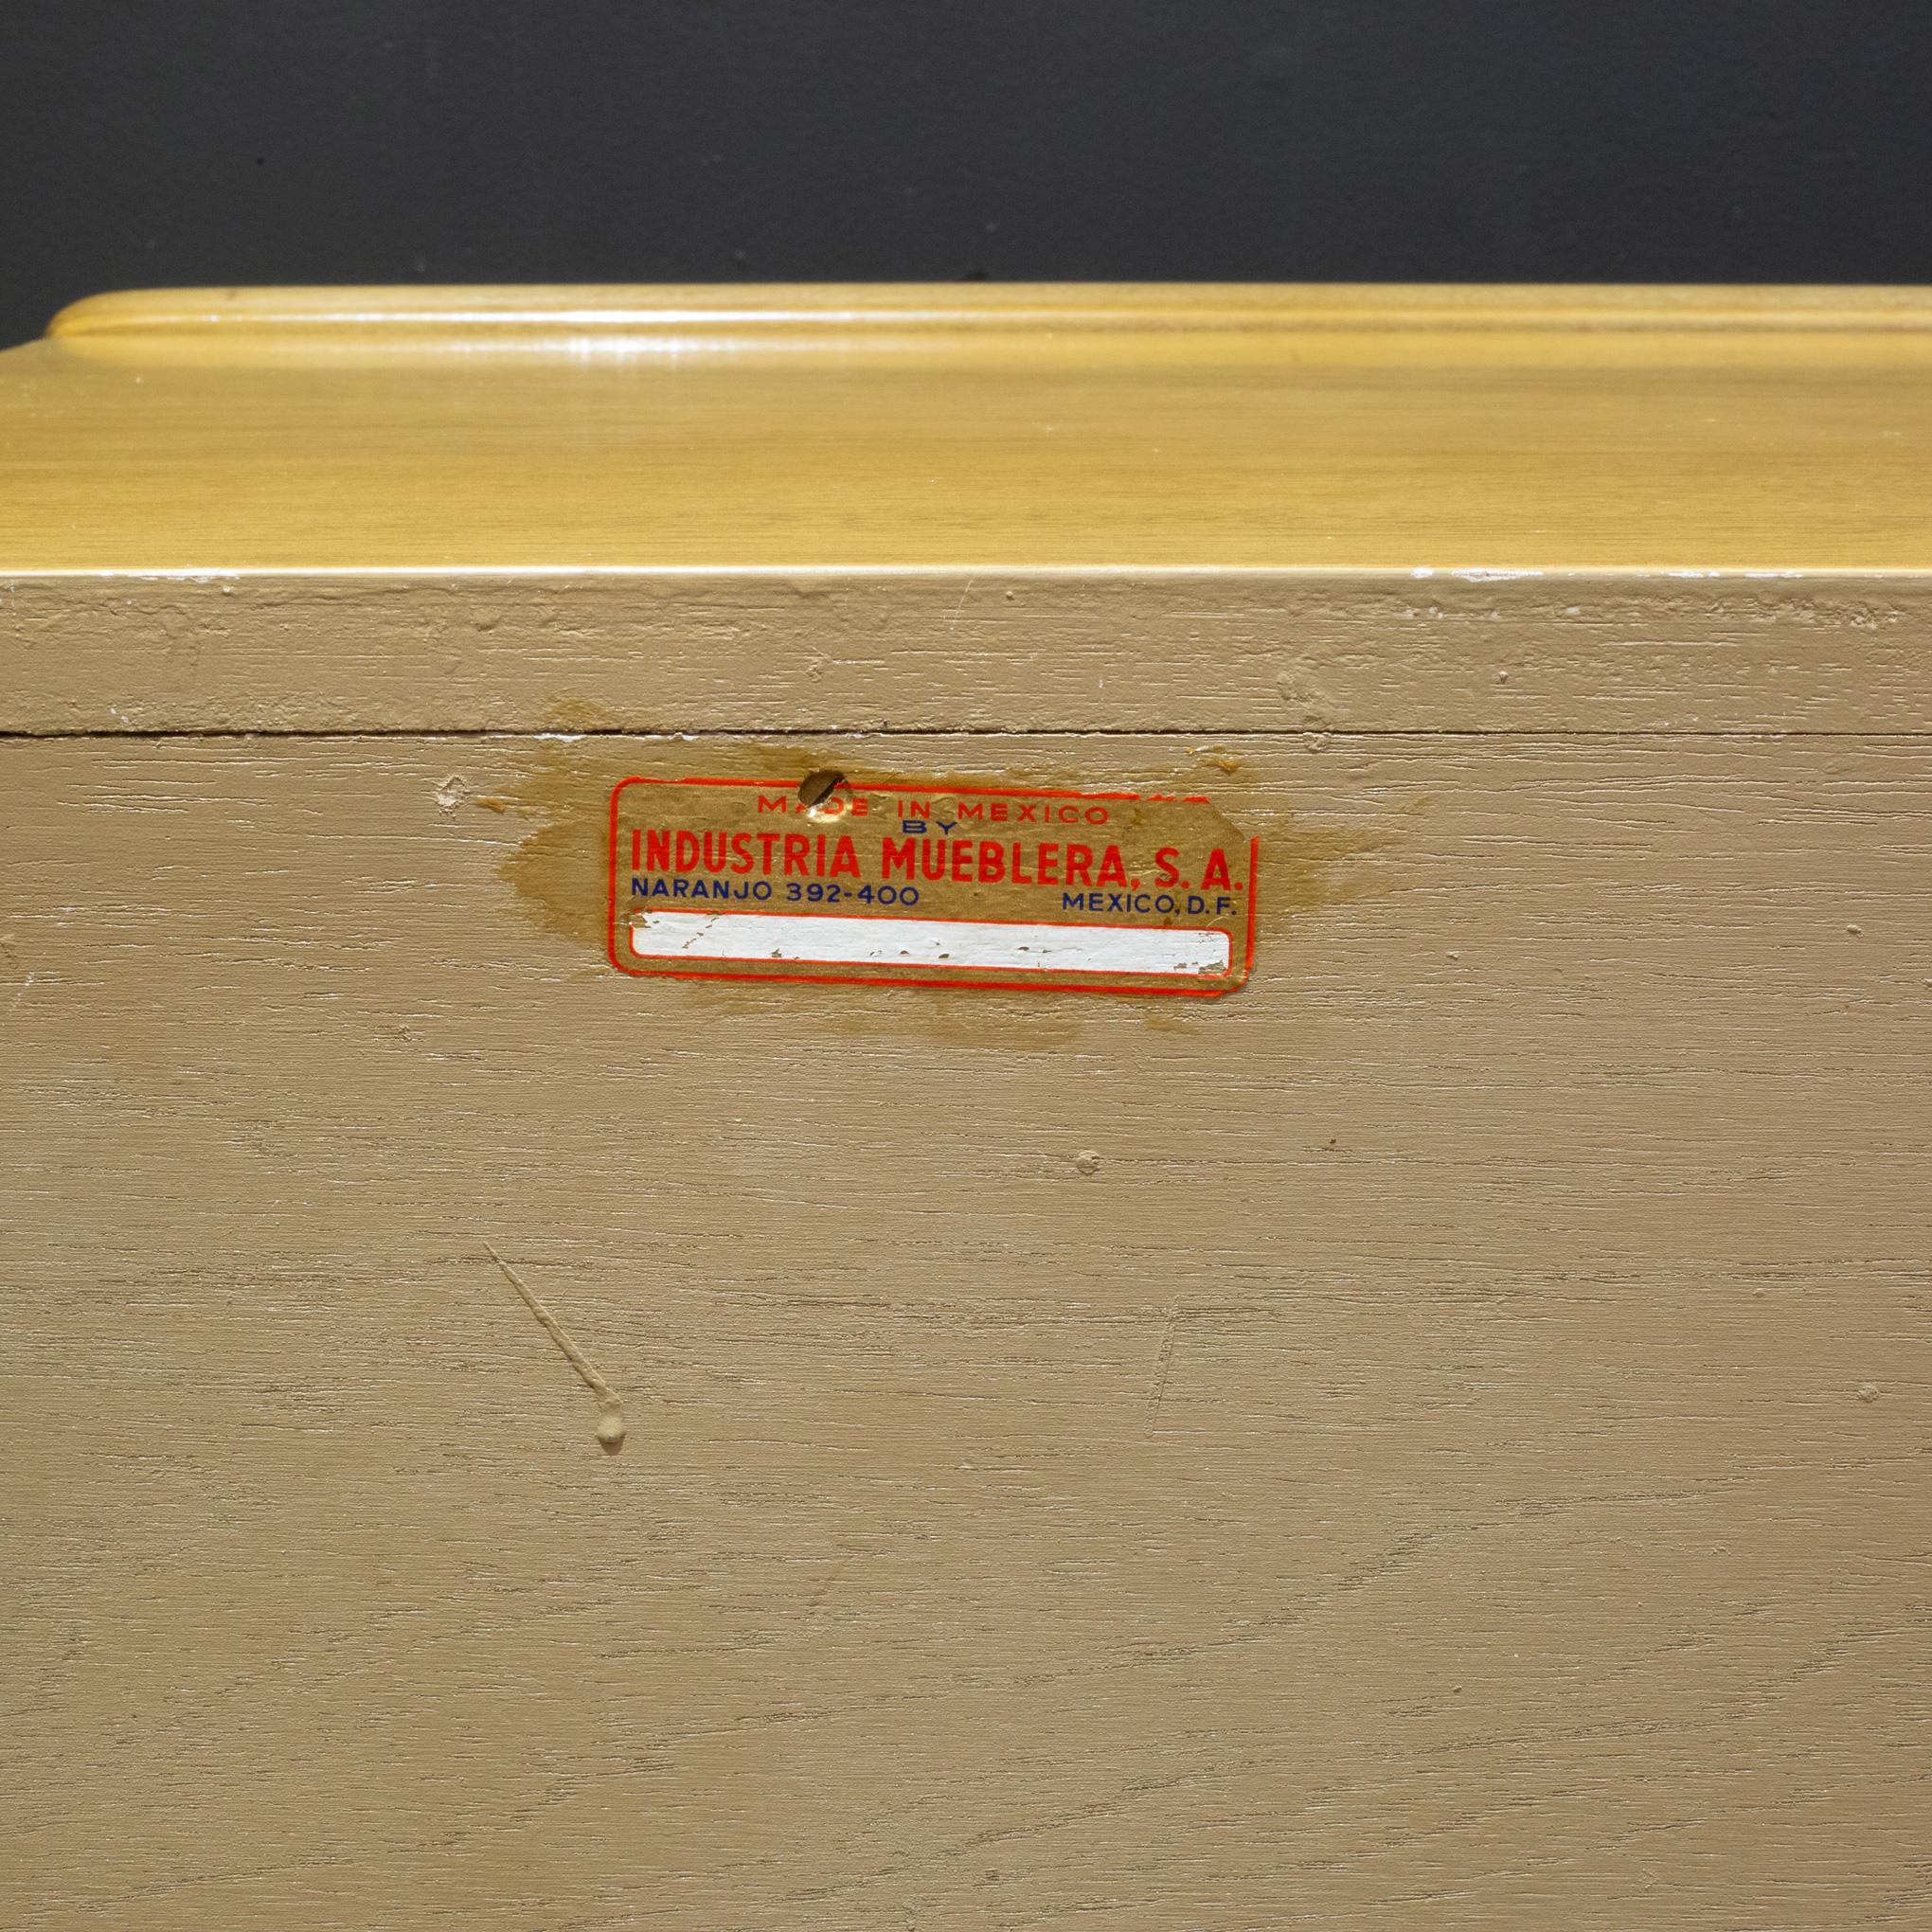 MADE IN MEXICO
BY
INDUSTRIA MUEBLERA, S. A.
NARANJO 392-400 MEXICO, D.F.